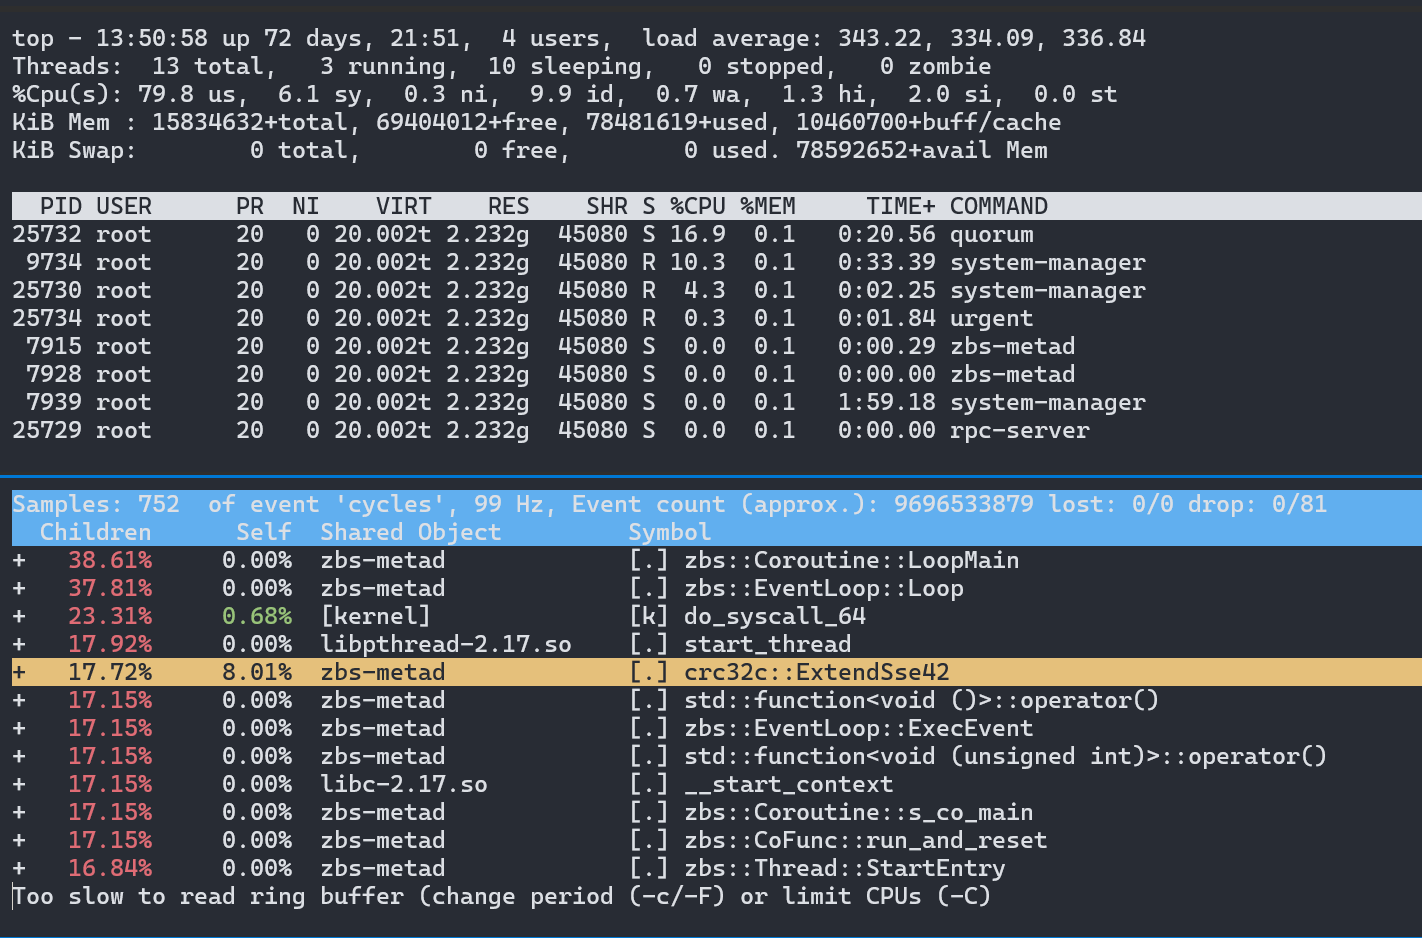 top - 13:50:58 up 72 days, 21:51,  4 users,  load average: 343.22, 334.09, 336.84
Threads:  13 total,   3 running,  10 sleeping,   0 stopped,   0 zombie
%Cpu(s): 79.8 us,  6.1 sy,  0.3 ni,  9.9 id,  0.7 wa,  1.3 hi,  2.0 si,  0.0 st
KiB Mem : 15834632+total, 69404012+free, 78481619+used, 10460700+buff/cache
KiB Swap:        0 total,        0 free,        0 used. 78592652+avail Mem
  PID USER      PR  NI    VIRT    RES    SHR S %CPU %MEM     TIME+ COMMAND
25732 root      20   0 20.002t 2.232g  45080 S 16.9  0.1   0:20.56 quorum
 9734 root      20   0 20.002t 2.232g  45080 R 10.3  0.1   0:33.39 system-manager
25730 root      20   0 20.002t 2.232g  45080 R  4.3  0.1   0:02.25 system-manager
25734 root      20   0 20.002t 2.232g  45080 R  0.3  0.1   0:01.84 urgent
 7915 root      20   0 20.002t 2.232g  45080 S  0.0  0.1   0:00.29 zbs-metad
 7928 root      20   0 20.002t 2.232g  45080 S  0.0  0.1   0:00.00 zbs-metad
 7939 root      20   0 20.002t 2.232g  45080 S  0.0  0.1   1:59.18 system-manager
25729 root      20   0 20.002t 2.232g  45080 S  0.0  0.1   0:00.00 rpc-server
Samples: 752  of event 'cycles', 99 Hz, Event count (approx.): 9696533879 lost: 0/0 drop: 0/81
  Children      Self  Shared Object         Symbol
+   38.61%     0.00%  zbs-metad             [.] zbs::Coroutine::LoopMain
+   37.81%     0.00%  zbs-metad             [.] zbs::EventLoop::Loop
+   23.31%     0.68%  [kernel]              [k] do_syscall_64
+   17.92%     0.00%  libpthread-2.17.so    [.] start_thread
+   17.72%     8.01%  zbs-metad             [.] crc32c::ExtendSse42
+   17.15%     0.00%  zbs-metad             [.] std::function<void ()>::operator()
+   17.15%     0.00%  zbs-metad             [.] zbs::EventLoop::ExecEvent
+   17.15%     0.00%  zbs-metad             [.] std::function<void (unsigned int)>::operator()
+   17.15%     0.00%  libc-2.17.so          [.] __start_context
+   17.15%     0.00%  zbs-metad             [.] zbs::Coroutine::s_co_main
+   17.15%     0.00%  zbs-metad             [.] zbs::CoFunc::run_and_reset
+   16.84%     0.00%  zbs-metad             [.] zbs::Thread::StartEntry
Too slow to read ring buffer (change period (-c/-F) or limit CPUs (-C)